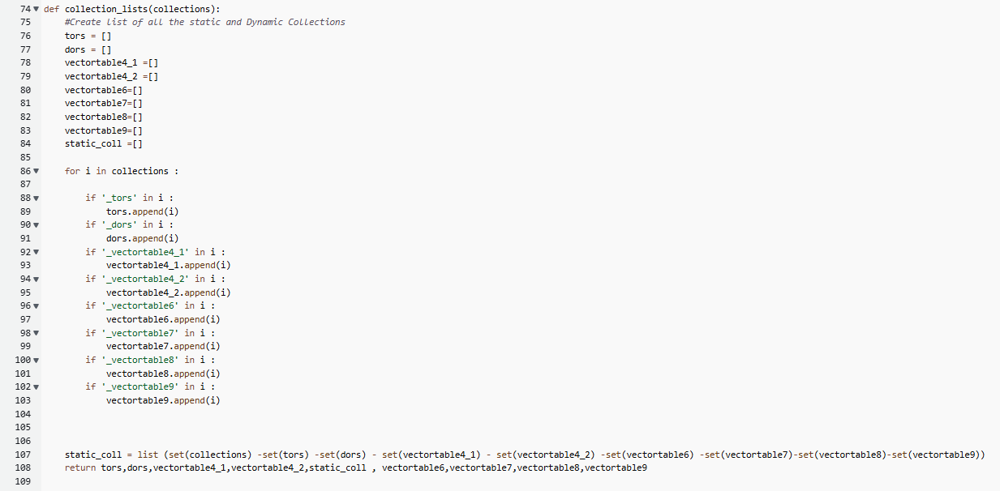 74 def collection_lists(collections):
75     #Create list of all the static and Dynamic Collections
76     tors = []
77     dors = []
78     vectortable4_1 =[]
79     vectortable4_2 =[]
80     vectortable6=[]
81     vectortable7=[]
82     vectortable8=[]
83     vectortable9=[]
84     static_coll =[]
85
86     for i in collections :
87
88         if '_tors' in i :
89             tors.append(i)
90         if '_dors' in i :
91             dors.append(i)
92         if '_vectortable4_1' in i :
93             vectortable4_1.append(i)
94         if '_vectortable4_2' in i :
95             vectortable4_2.append(i)
96         if '_vectortable6' in i :
97             vectortable6.append(i)
98         if '_vectortable7' in i :
99             vectortable7.append(i)
100         if '_vectortable8' in i :
101             vectortable8.append(i)
102         if '_vectortable9' in i :
103             vectortable9.append(i)
104
105
106
107     static_coll = list (set(collections) -set(tors) -set(dors) - set(vectortable4_1) - set(vectortable4_2) -set(vectortable6) -set(vectortable7)-set(vectortable8)-set(vectortable9))
108     return tors,dors,vectortable4_1,vectortable4_2,static_coll , vectortable6,vectortable7,vectortable8,vectortable9
109